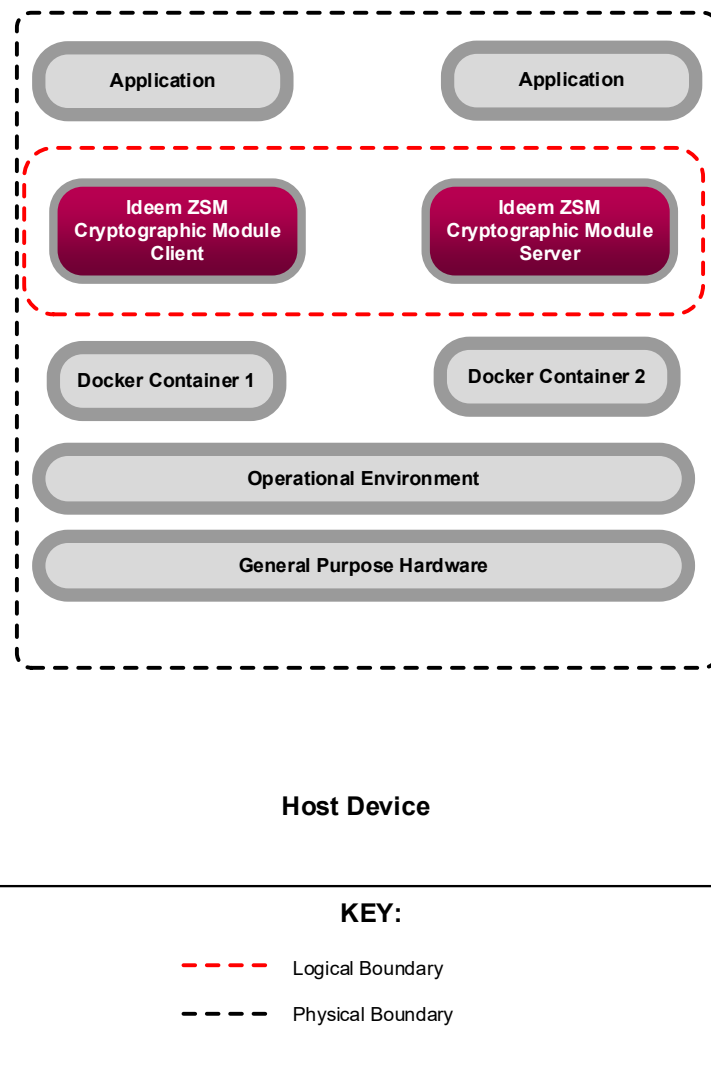 Application
Application
Ideem ZSM
Cryptographic Module
Client
Ideem ZSM
Cryptographic Module
Server
Docker Container 1
Docker Container 2
Operational Environment
General Purpose Hardware
Host Device
KEY:
Logical Boundary
Physical Boundary